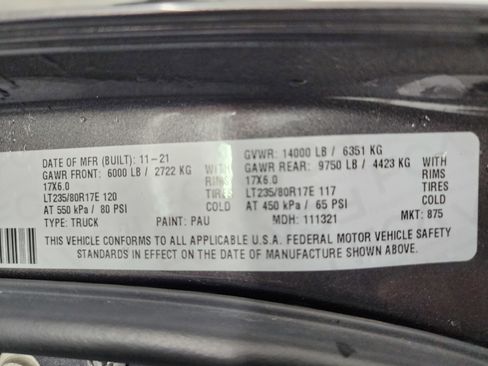 DATE OF MFR (BUILT): 11-21 GVWR: 14000 LB / 6351 KG
GAWR FRONT: 6000 LB / 2722 KG WITH GAWR REAR: 9750 LB / 4423 KG WITH
17X6.0 RIMS 17X6.0 RIMS
LT235/80R17E 120 TIRES LT235/80R17E 117 TIRES
AT 550 kPa / 80 PSI COLD AT 450 kPa / 65 PSI COLD
TYPE: TRUCK PAINT: PAU MDH: 111321 MKT: 875
THIS VEHICLE CONFORMS TO ALL APPLICABLE U.S.A. FEDERAL MOTOR VEHICLE SAFETY
STANDARDS IN EFFECT ON THE DATE OF MANUFACTURE SHOWN ABOVE.